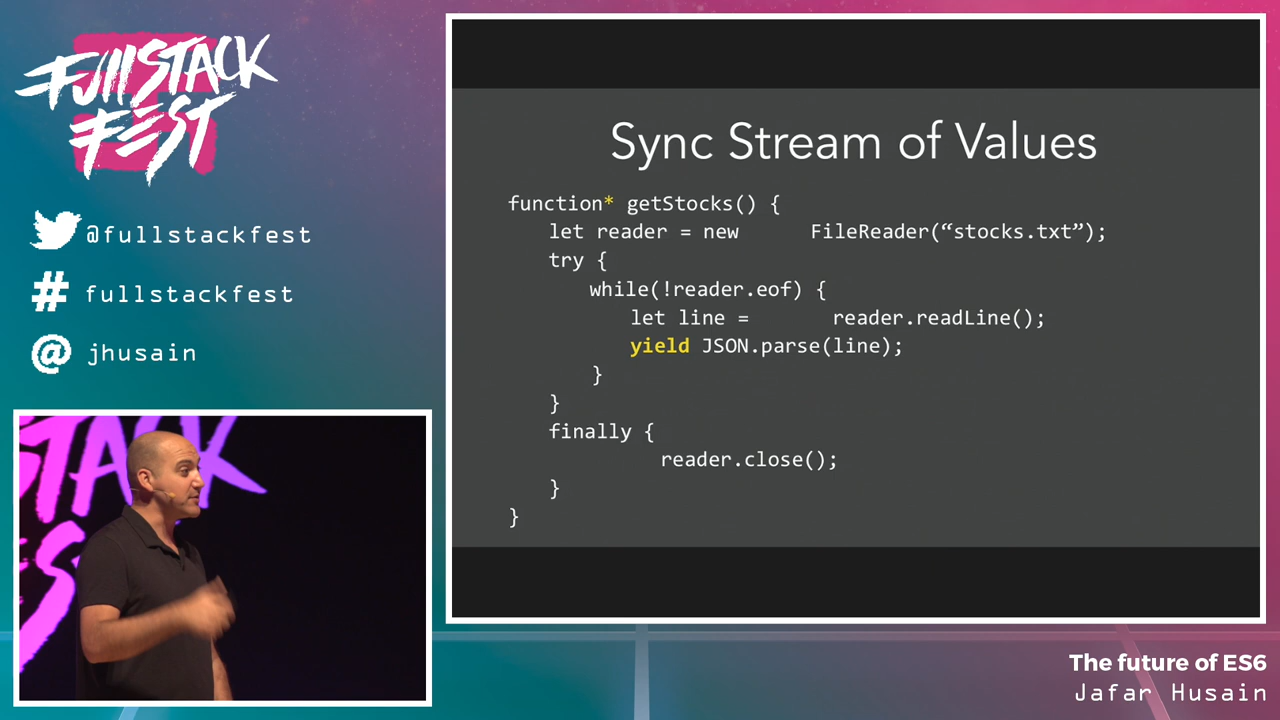 FullSTACK
FEST
@fullstackfest
# fullstackfest
@ jhusain
Sync Stream of Values
function* getStocks() {
let reader = new FileReader(“stocks.txt”);
try {
while(!reader.eof) {
let line = reader.readLine();
yield JSON.parse(line);
}
}
finally {
reader.close();
}
}
The future of ES6
Jafar Husain